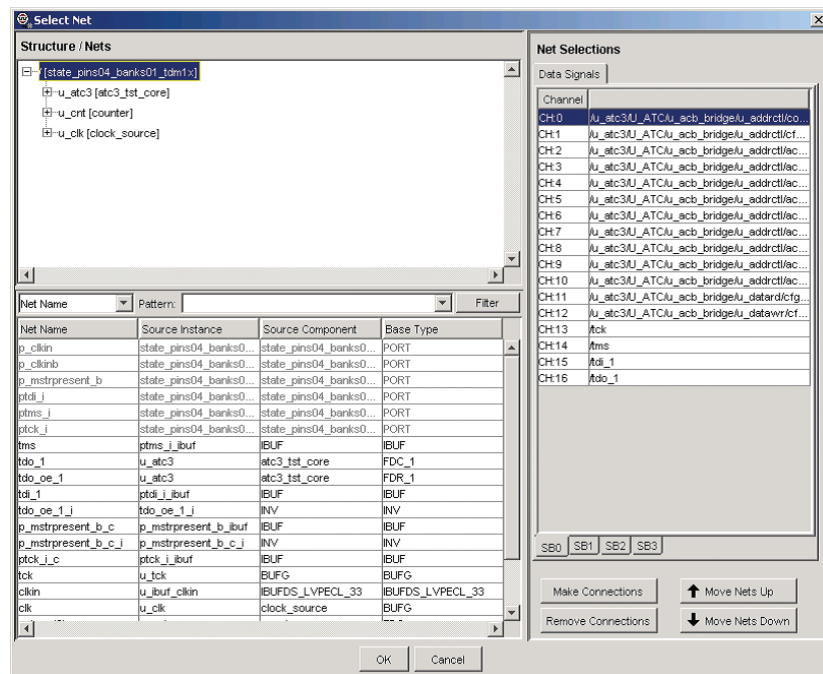 Select Net
Structure / Nets
/ [state_pins04_banks01_tdm1x]
u_atc3 [atc3_tst_core]
u_cnt [counter]
u_clk [clock_source]
Net Name
Pattern:
Filter
Net Name Source Instance Source Component Base Type
p_clkin state_pins04_banks0... state_pins04_banks0... PORT
p_clkinb state_pins04_banks0... state_pins04_banks0... PORT
p_mstrpresent_b state_pins04_banks0... state_pins04_banks0... PORT
ptdi_i state_pins04_banks0... state_pins04_banks0... PORT
ptms_i state_pins04_banks0... state_pins04_banks0... PORT
ptck_i state_pins04_banks0... state_pins04_banks0... PORT
tms ptms_i_ibuf IBUF IBUF
tdo_1 u_atc3 atc3_tst_core FDC_1
tdo_oe_1 u_atc3 atc3_tst_core FDR_1
tdi_1 ptdi_i_ibuf IBUF IBUF
tdo_oe_1_i tdo_oe_1_i INV INV
p_mstrpresent_b_c p_mstrpresent_b_ibuf IBUF IBUF
p_mstrpresent_b_c_i p_mstrpresent_b_c_i INV INV
ptck_i_c ptck_i_ibuf IBUF IBUF
tck u_tck BUFG BUFG
clkin u_ibuf_clkin IBUFDS_LVPECL_33 IBUFDS_LVPECL_33
clk u_clk clock_source BUFG
Net Selections
Data Signals
Channel
CH:0 /u_atc3/U_ATC/u_acb_bridge/u_addrctl/co...
CH:1 /u_atc3/U_ATC/u_acb_bridge/u_addrctl/cf...
CH:2 /u_atc3/U_ATC/u_acb_bridge/u_addrctl/ac...
CH:3 /u_atc3/U_ATC/u_acb_bridge/u_addrctl/ac...
CH:4 /u_atc3/U_ATC/u_acb_bridge/u_addrctl/ac...
CH:5 /u_atc3/U_ATC/u_acb_bridge/u_addrctl/ac...
CH:6 /u_atc3/U_ATC/u_acb_bridge/u_addrctl/ac...
CH:7 /u_atc3/U_ATC/u_acb_bridge/u_addrctl/ac...
CH:8 /u_atc3/U_ATC/u_acb_bridge/u_addrctl/ac...
CH:9 /u_atc3/U_ATC/u_acb_bridge/u_addrctl/ac...
CH:10 /u_atc3/U_ATC/u_acb_bridge/u_addrctl/ac...
CH:11 /u_atc3/U_ATC/u_acb_bridge/u_datard/cfg...
CH:12 /u_atc3/U_ATC/u_acb_bridge/u_datawr/cf...
CH:13 /tck
CH:14 /tms
CH:15 /tdi_1
CH:16 /tdo_1
SB0 SB1 SB2 SB3
Make Connections Move Nets Up
Remove Connections Move Nets Down
OK Cancel